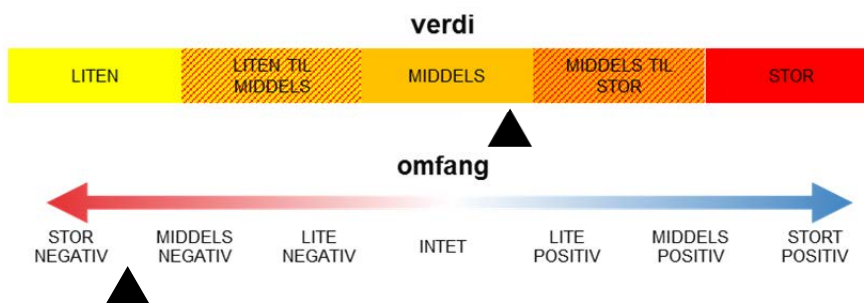 verdi
LITEN
LITEN TIL
MIDDELS
MIDDELS
MIDDELS TIL
STOR
STOR
omfang
STOR
NEGATIV
MIDDELS
NEGATIV
LITE
NEGATIV
INTET
LITE
POSITIV
MIDDELS
POSITIV
STORT
POSITIV